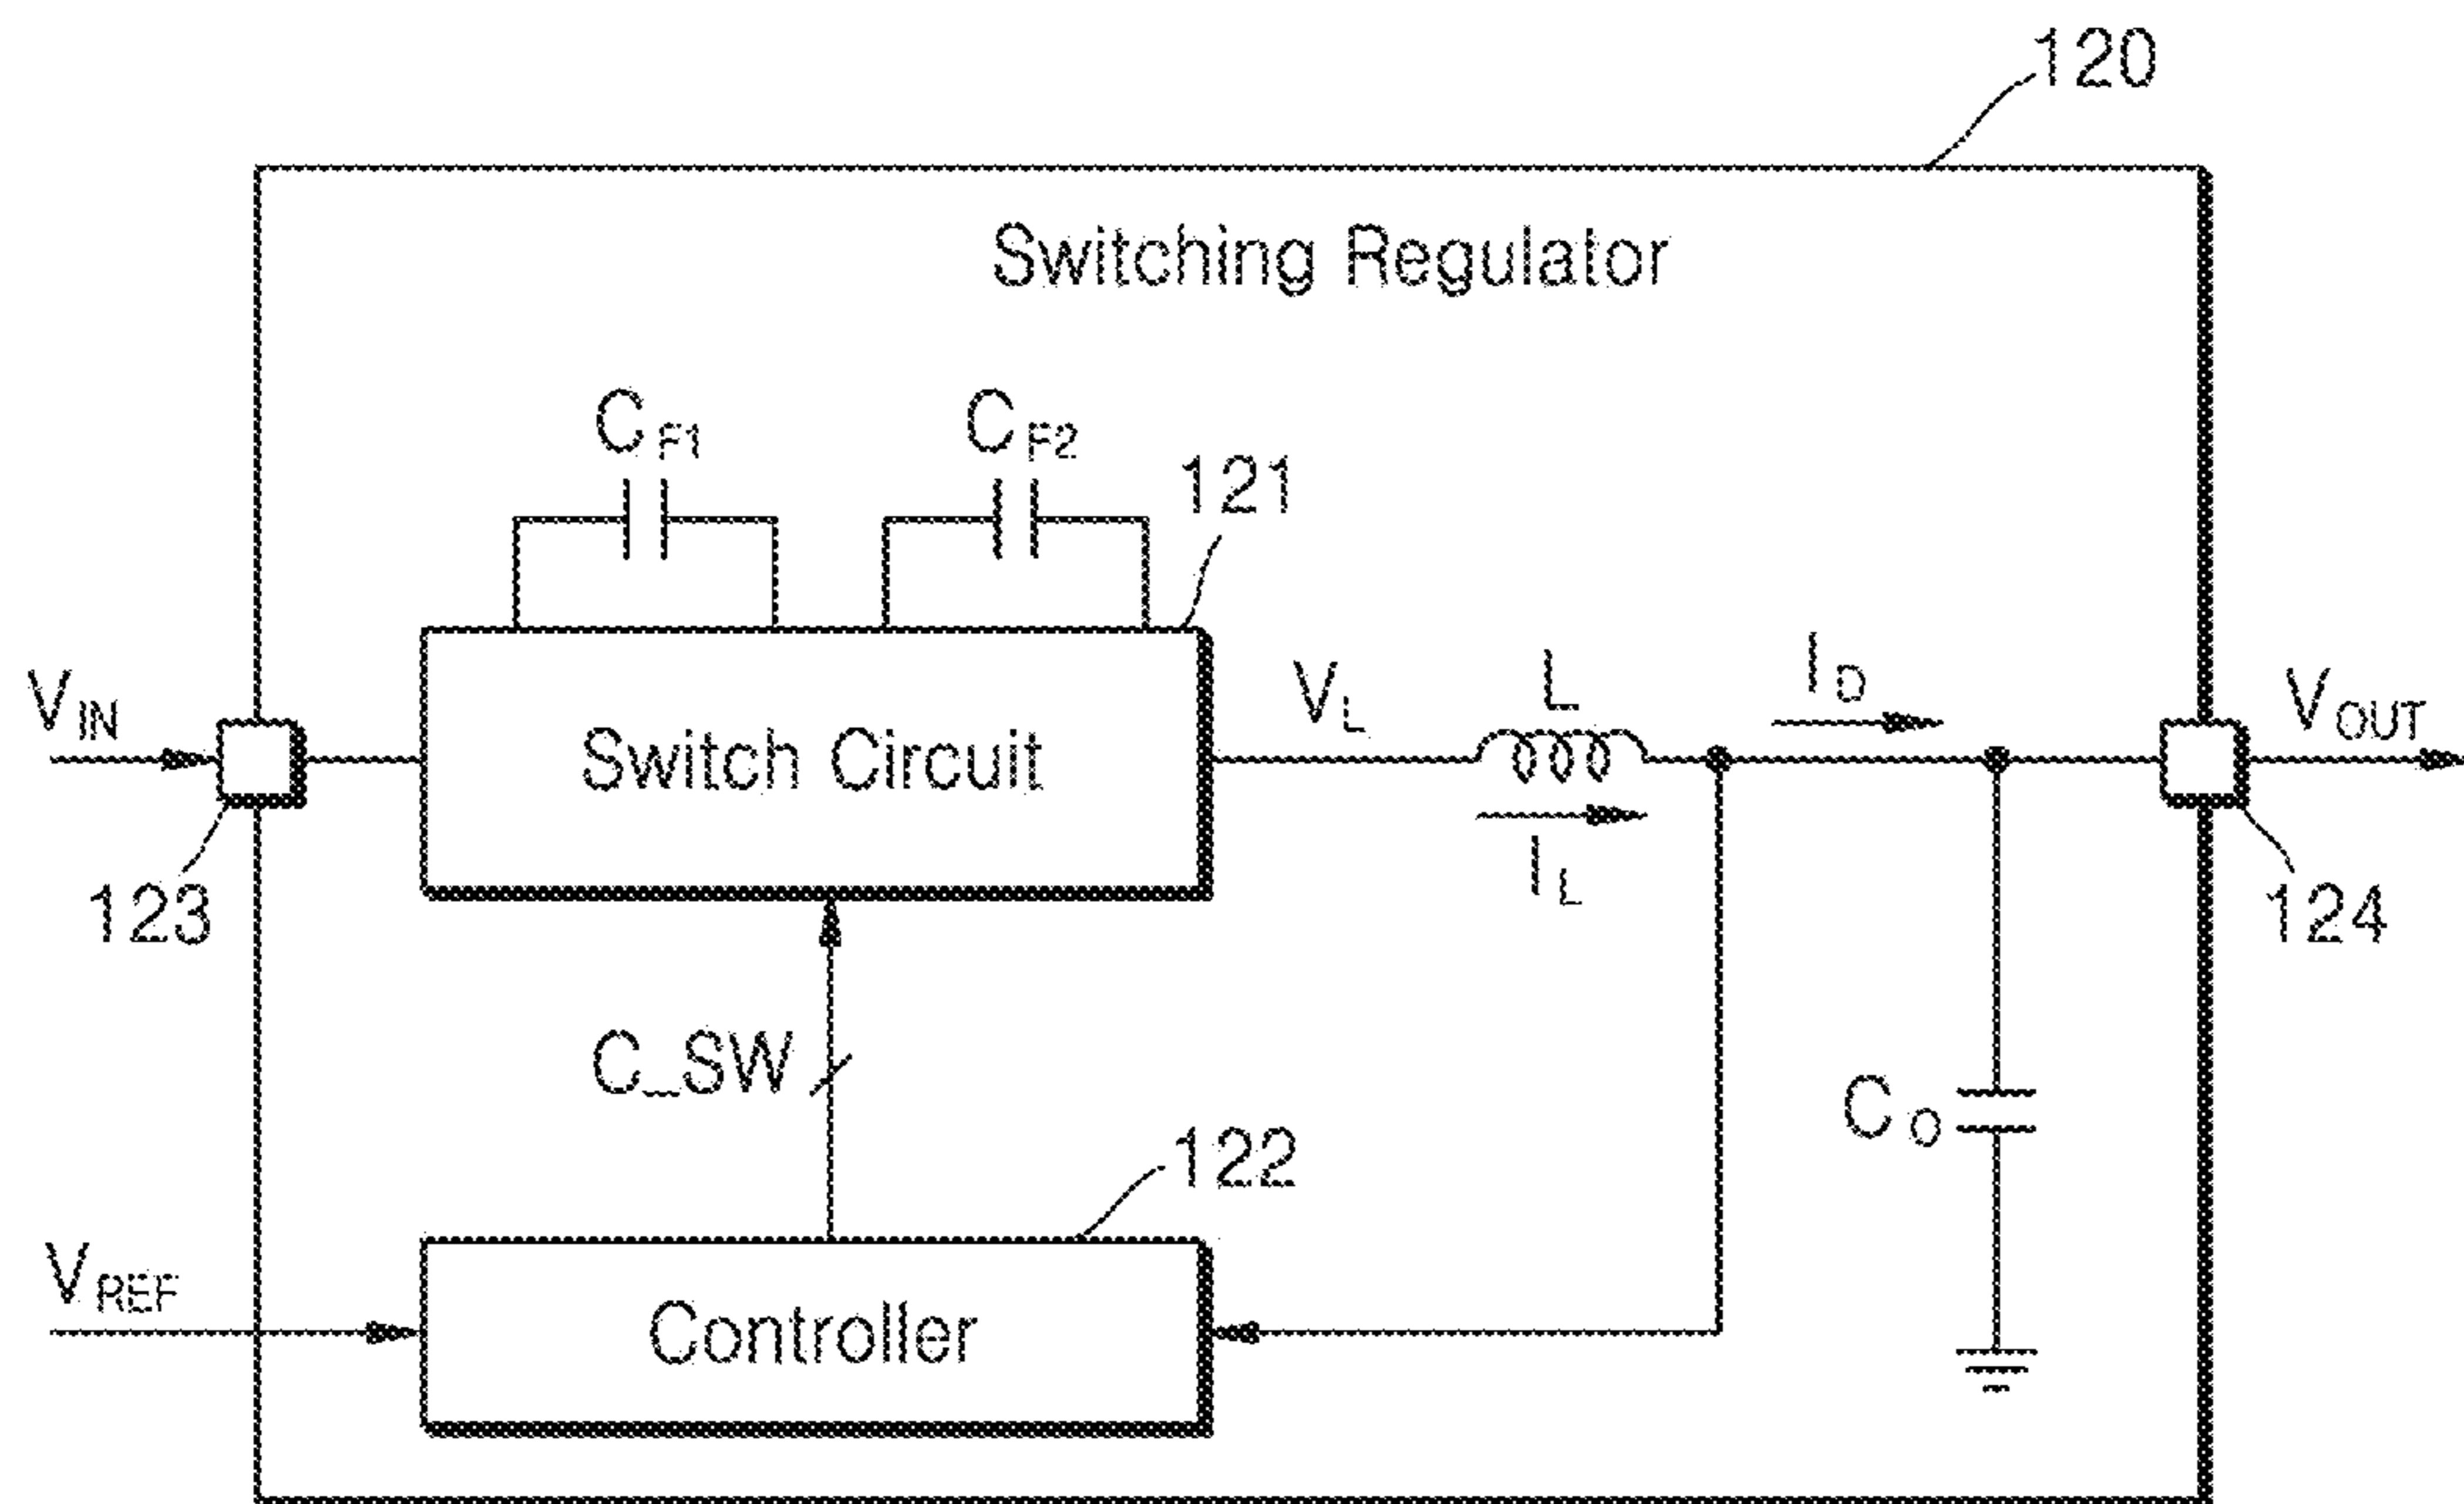 120
Switching Regulator
CF1
CF2
121
VIN
Switch Circuit
VL
L
ID
VOUT
IL
123
124
C_SW
CO
122
VREF
Controller